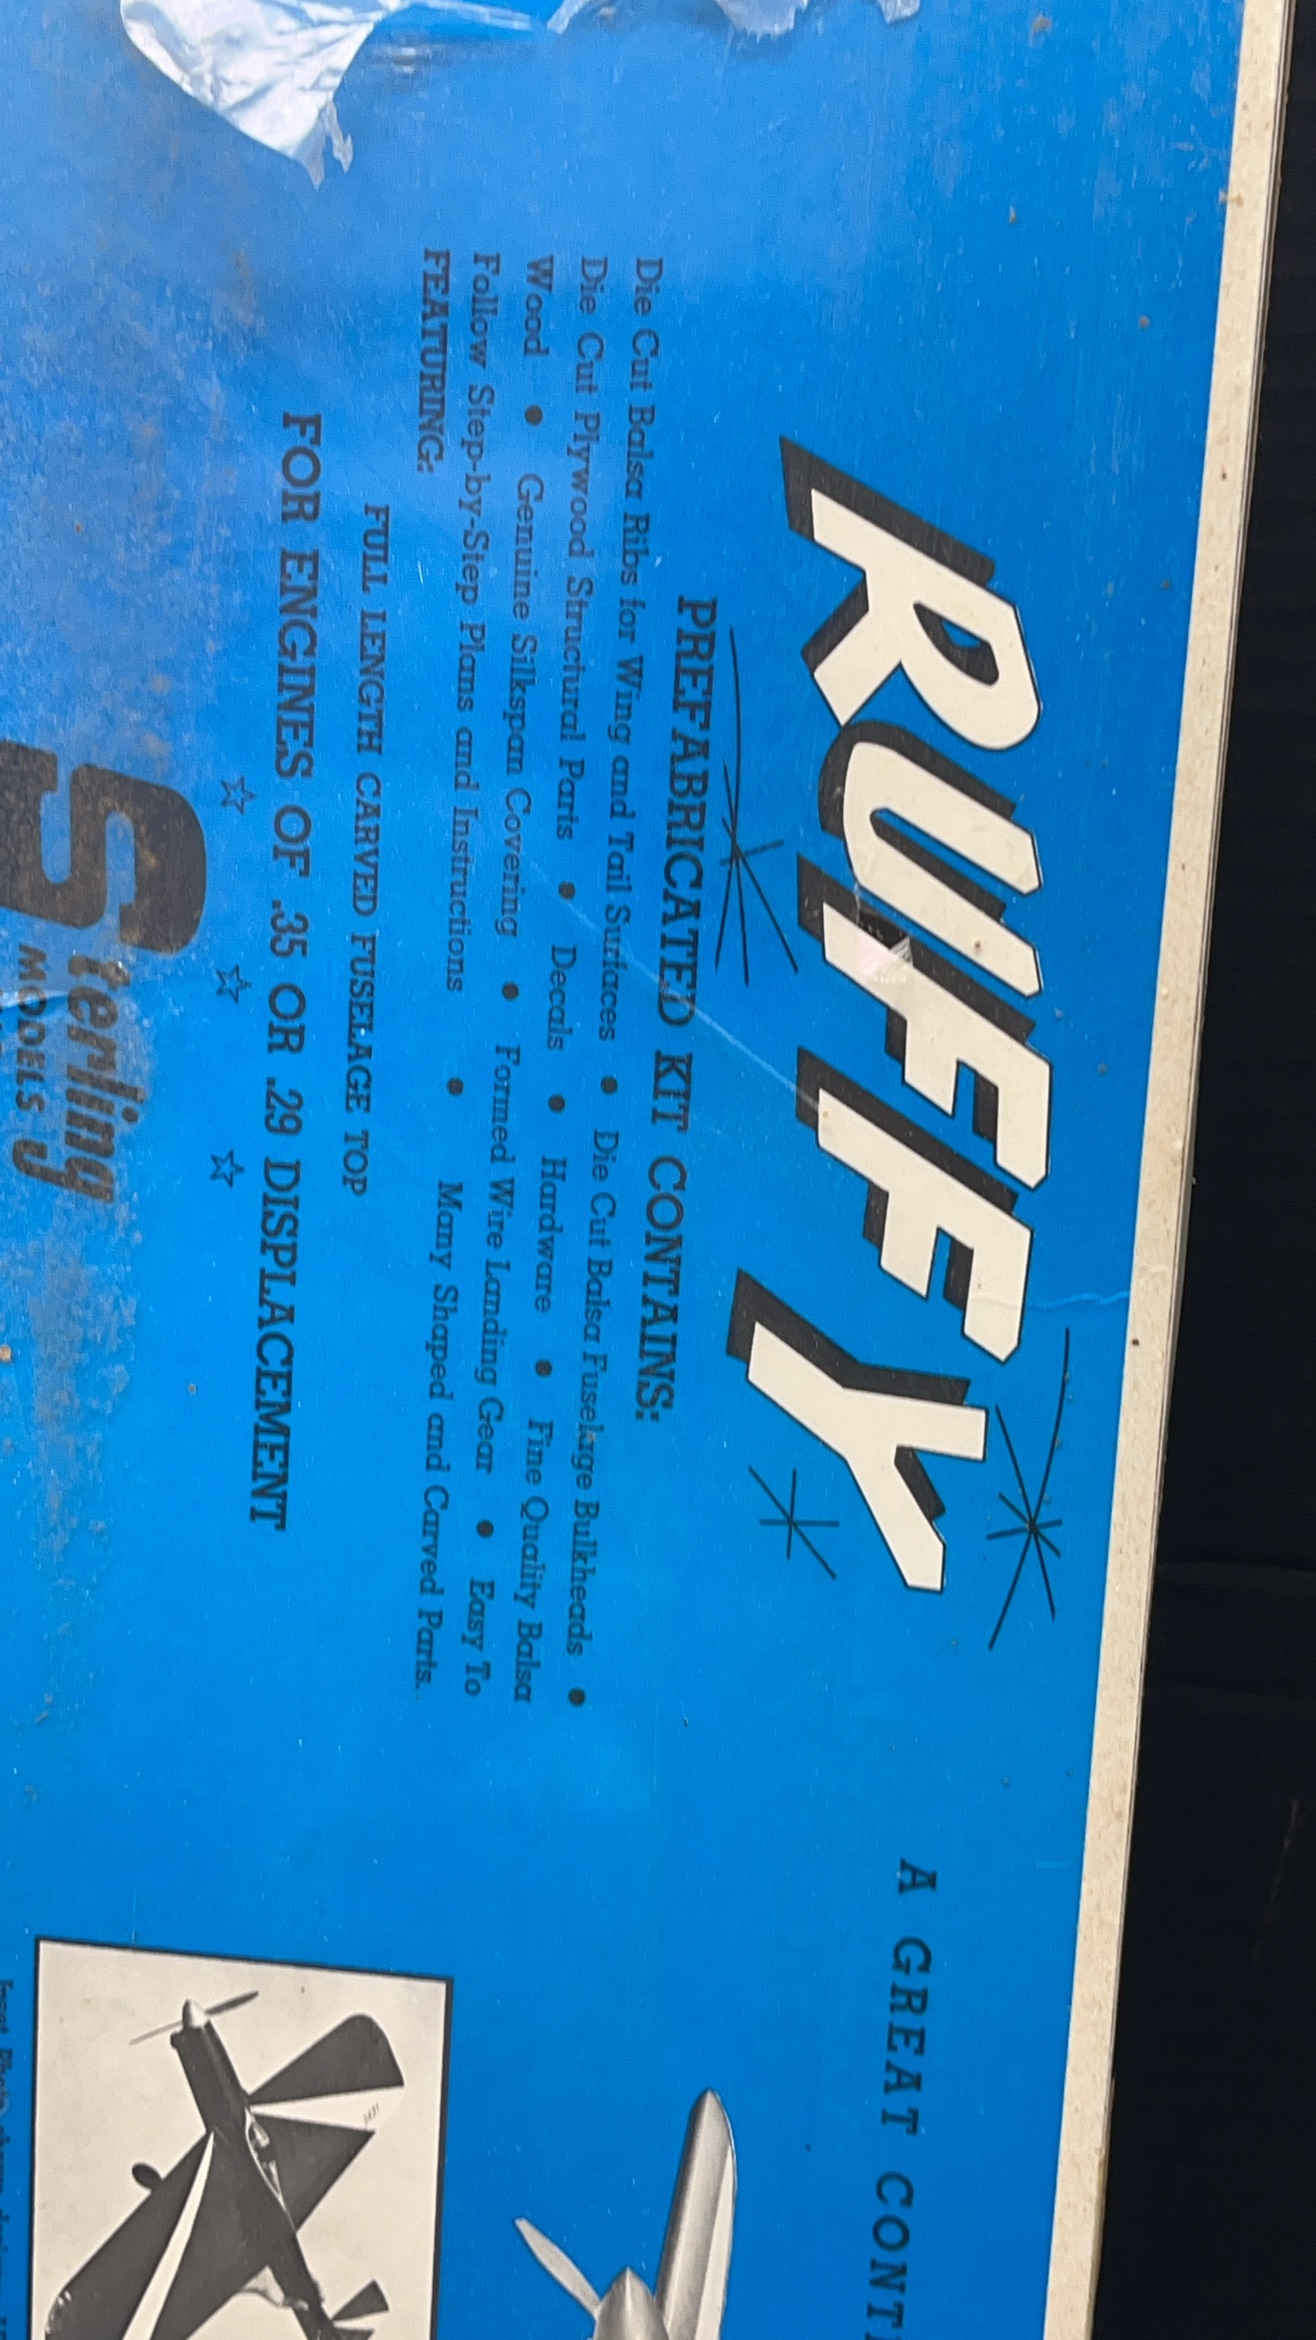 RUFFY
A GREAT
PREFABRICATED KIT CONTAINS:
Die Cut Balsa Ribs for Wing and Tail Surfaces ● Die Cut Balsa Fuselage Bulkheads ●
Die Cut Plywood Structural Parts ● Decals ● Hardware ● Fine Quality Balsa
Wood ● Genuine Silkspan Covering ● Formed Wire Landing Gear ● Easy To
Follow Step-by-Step Plans and Instructions ● Many Shaped and Carved Parts.
FEATURING:
FULL LENGTH CARVED FUSELAGE TOP
FOR ENGINES OF .35 OR .29 DISPLACEMENT
Sterling
MODELS